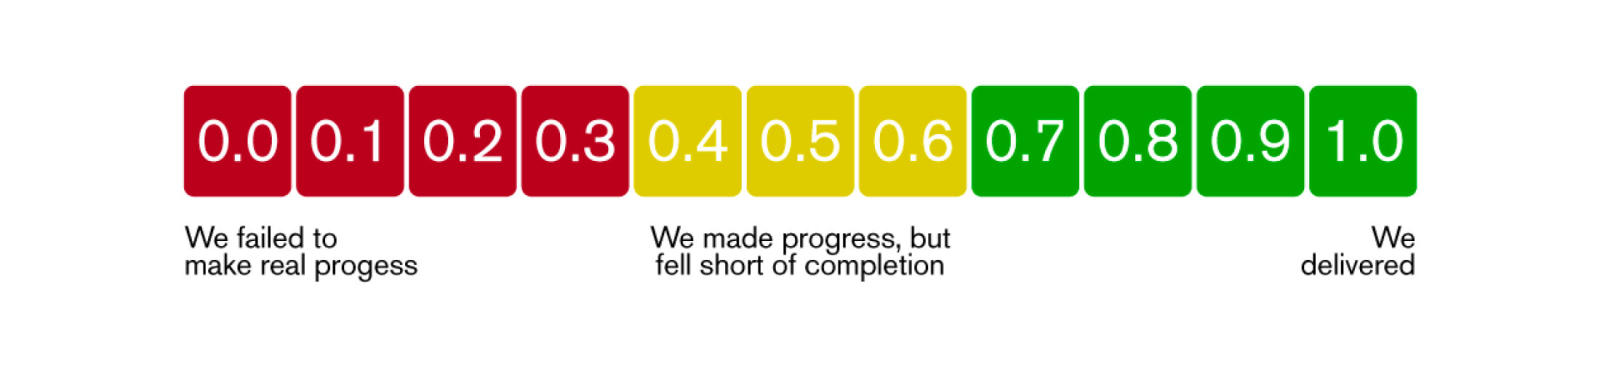 0.0 0.1 0.2 0.3 0.4 0.5 0.6 0.7 0.8 0.9 1.0
We failed to
make real progess
We made progress, but
fell short of completion
We
delivered